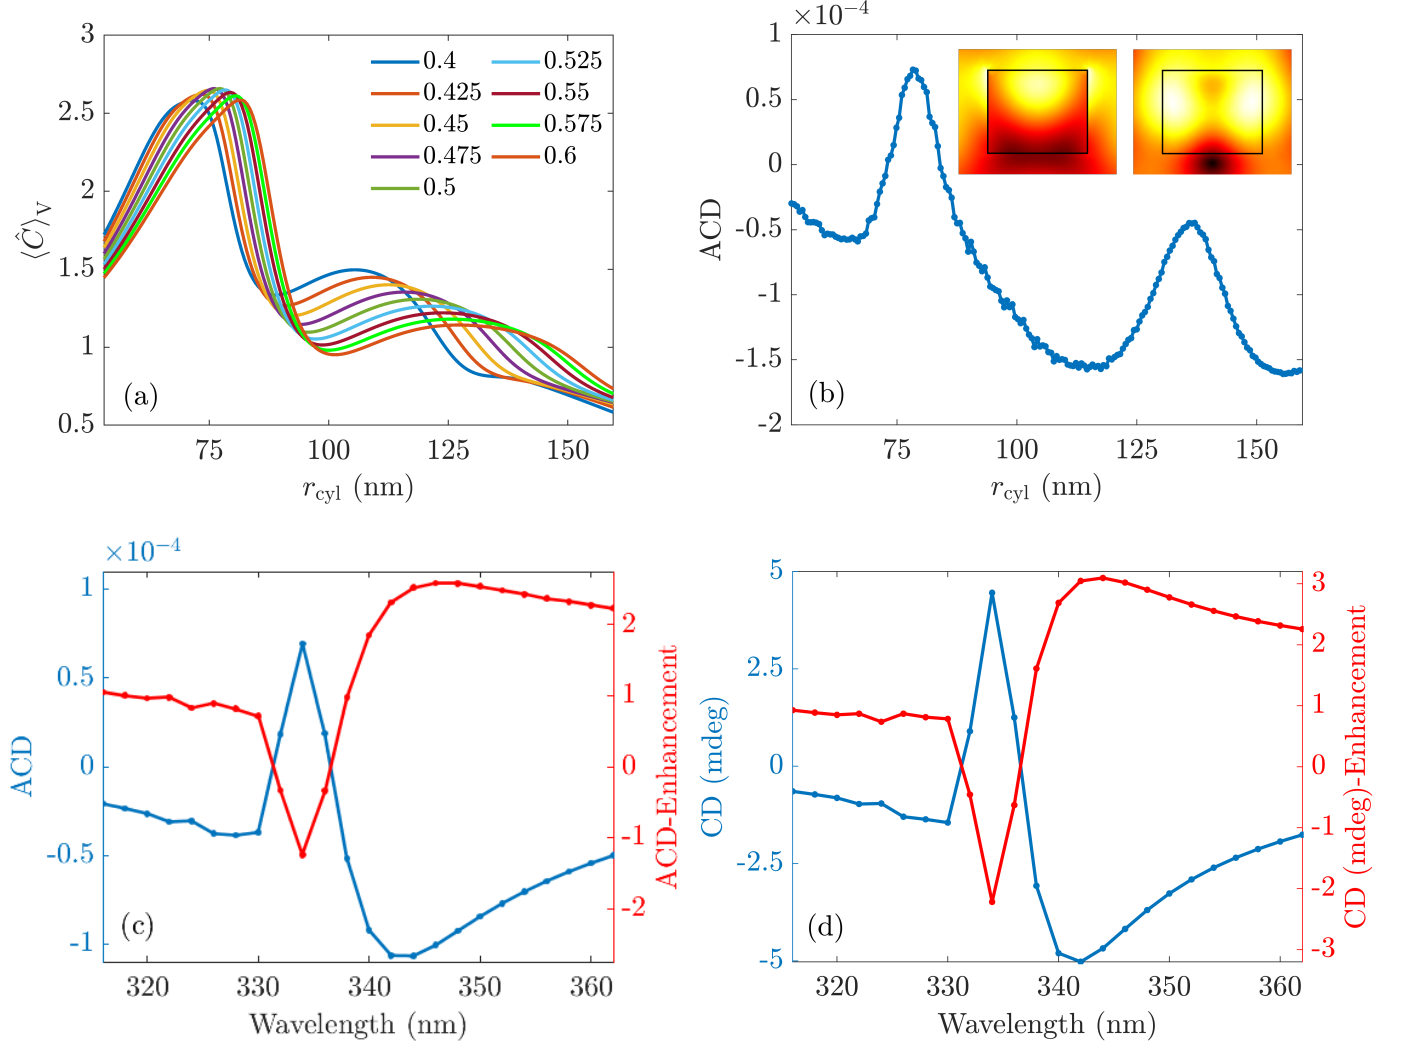 3
2.5
2
1.5
1
0.5
75 100 125 150
r_cyl (nm)
⟨Ĉ⟩_V
0.4 0.525
0.425 0.55
0.45 0.575
0.475 0.6
0.5
(a)
×10⁻⁴
1
0.5
0
-0.5
-1
-1.5
-2
75 100 125 150
r_cyl (nm)
ACD
(b)
×10⁻⁴
1
0.5
0
-0.5
-1
ACD
2
1
0
-1
-2
ACD-Enhancement
320 330 340 350 360
Wavelength (nm)
(c)
5
2.5
0
-2.5
-5
CD (mdeg)
3
2
1
0
-1
-2
-3
CD (mdeg)-Enhancement
320 330 340 350 360
Wavelength (nm)
(d)